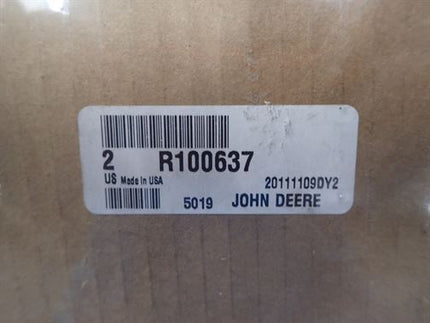 2 R100637
US Made In USA 20111109DY2
5019 JOHN DEERE